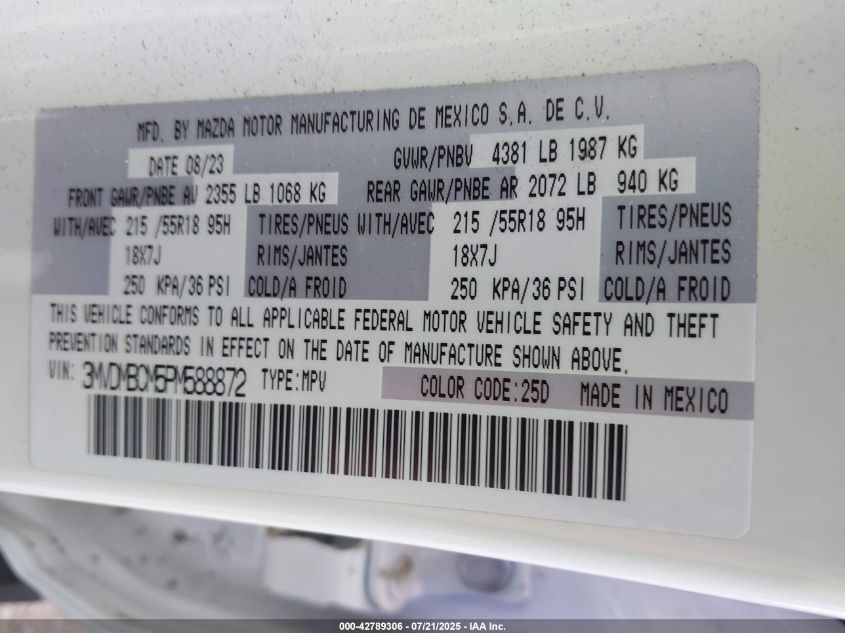 MFD. BY MAZDA MOTOR MANUFACTURING DE MEXICO S.A. DE C.V.
DATE 08/23 GVWR/PNBV 4381 LB 1987 KG
FRONT GAWR/PNBE AV 2355 LB 1068 KG REAR GAWR/PNBE AR 2072 LB 940 KG
WITH/AVEC 215 /55R18 95H TIRES/PNEUS WITH/AVEC 215 /55R18 95H TIRES/PNEUS
18X7J RIMS/JANTES 18X7J RIMS/JANTES
250 KPA/36 PSI COLD/A FROID 250 KPA/36 PSI COLD/A FROID
THIS VEHICLE CONFORMS TO ALL APPLICABLE FEDERAL MOTOR VEHICLE SAFETY AND THEFT
PREVENTION STANDARDS IN EFFECT ON THE DATE OF MANUFACTURE SHOWN ABOVE.
VIN: 3MVDMBCM5PM588872 TYPE:MPV COLOR CODE:25D MADE IN MEXICO
000-42789306 - 07/21/2025 - IAA Inc.